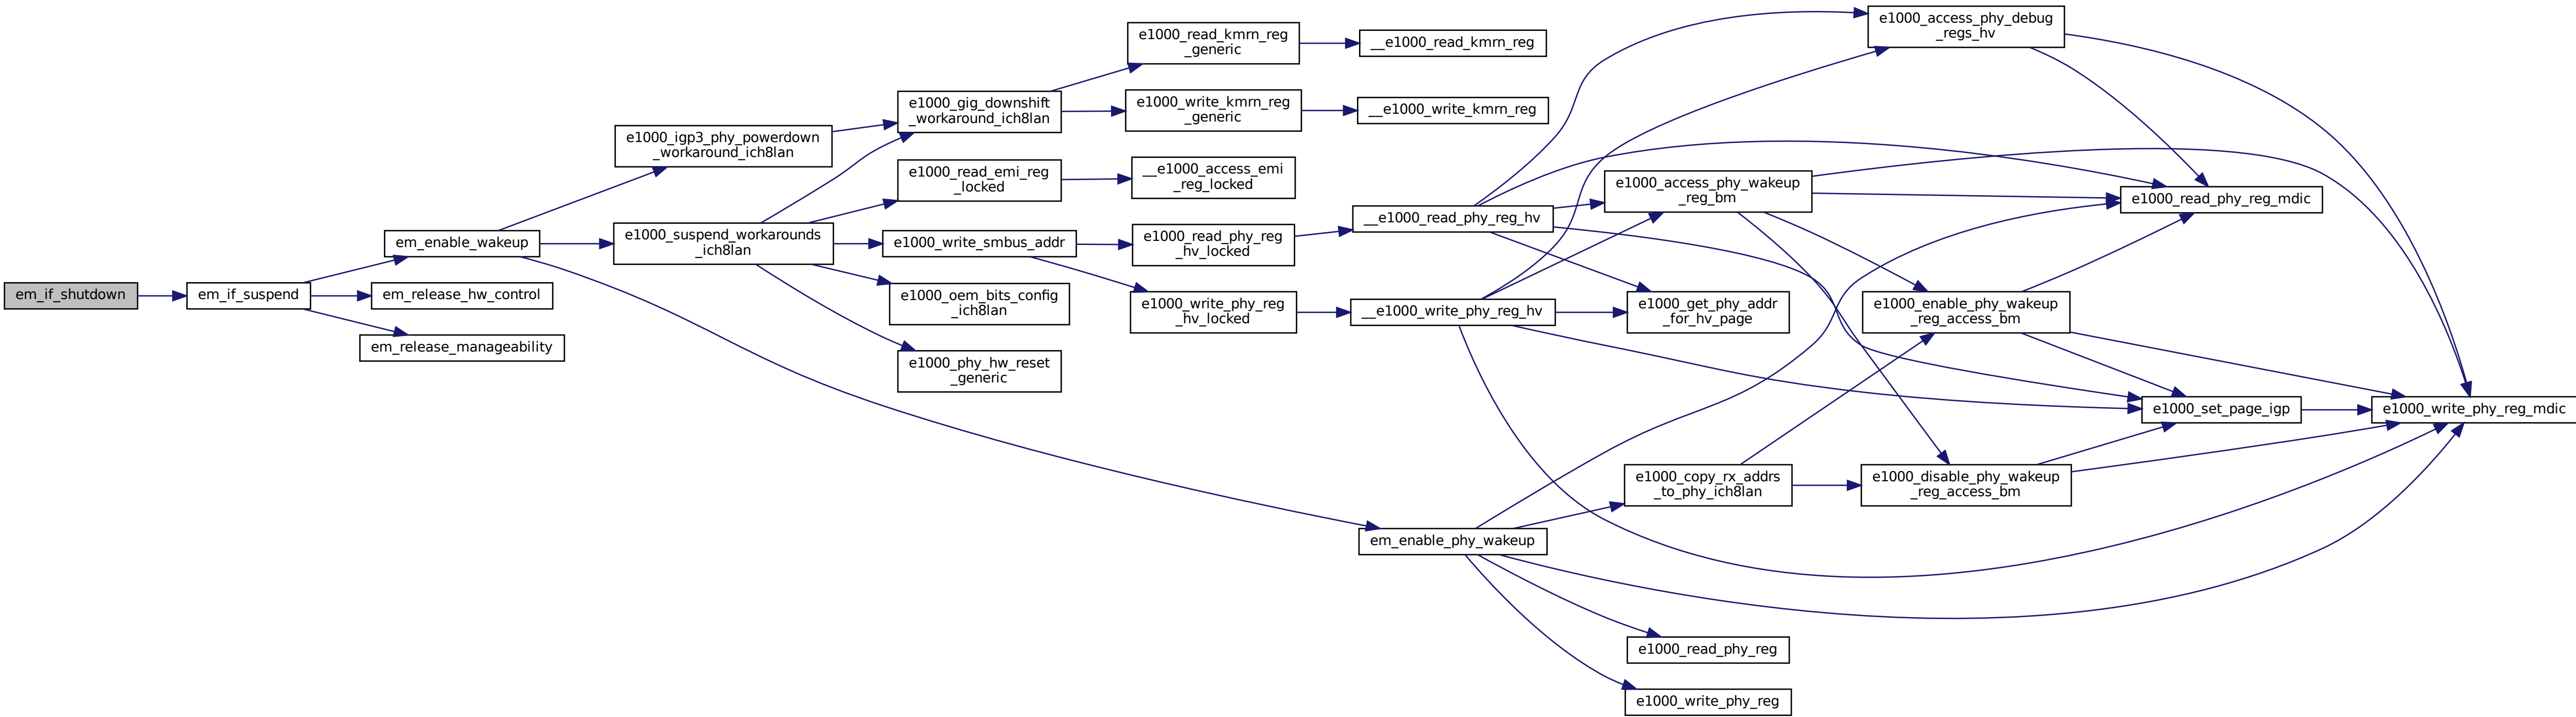 em_if_shutdown
em_if_suspend
em_enable_wakeup
em_release_hw_control
em_release_manageability
e1000_igp3_phy_powerdown
_workaround_ich8lan
e1000_suspend_workarounds
_ich8lan
e1000_gig_downshift
_workaround_ich8lan
e1000_read_emi_reg
_locked
e1000_write_smbus_addr
e1000_oem_bits_config
_ich8lan
e1000_phy_hw_reset
_generic
e1000_read_kmrn_reg
_generic
e1000_write_kmrn_reg
_generic
__e1000_access_emi
_reg_locked
e1000_read_phy_reg
_hv_locked
e1000_write_phy_reg
_hv_locked
__e1000_read_kmrn_reg
__e1000_write_kmrn_reg
__e1000_read_phy_reg_hv
__e1000_write_phy_reg_hv
em_enable_phy_wakeup
e1000_access_phy_wakeup
_reg_bm
e1000_get_phy_addr
_for_hv_page
e1000_copy_rx_addrs
_to_phy_ich8lan
e1000_read_phy_reg
e1000_write_phy_reg
e1000_access_phy_debug
_regs_hv
e1000_enable_phy_wakeup
_reg_access_bm
e1000_disable_phy_wakeup
_reg_access_bm
e1000_read_phy_reg_mdic
e1000_set_page_igp
e1000_write_phy_reg_mdic